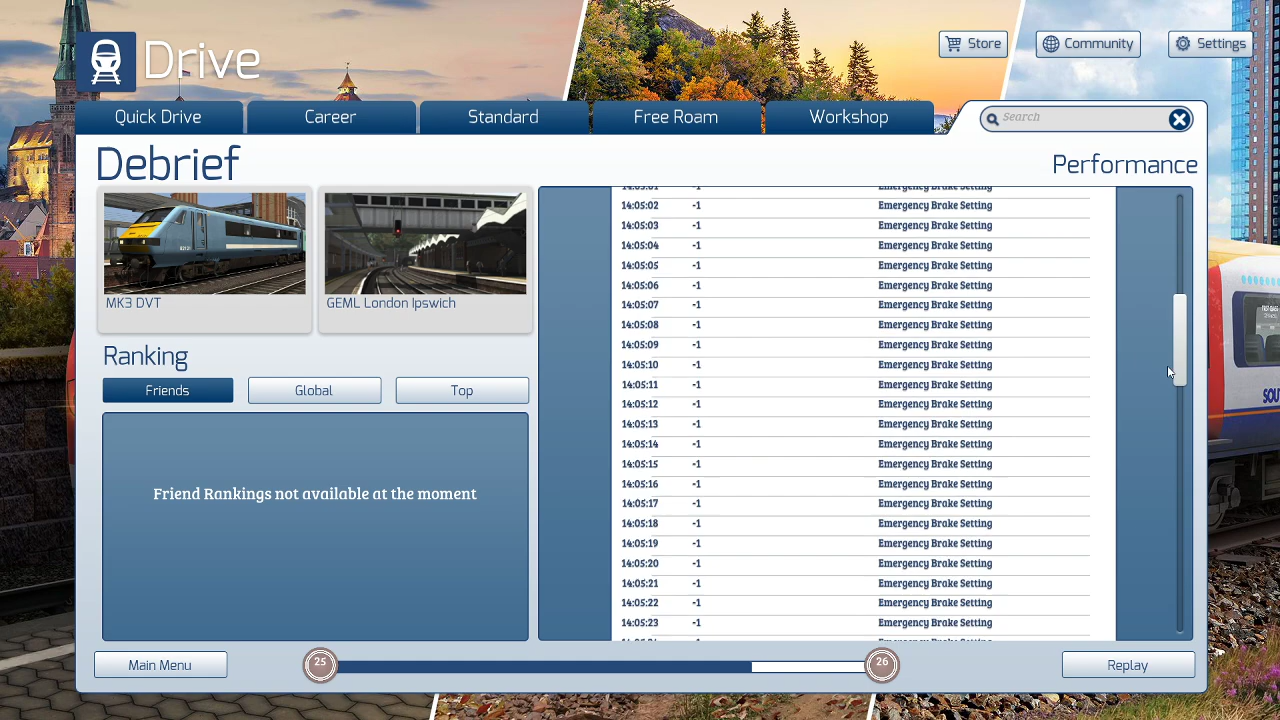 Drive
Store
Community
Settings
Quick Drive
Career
Standard
Free Roam
Workshop
Search
Debrief
Performance
MK3 DVT
GEML London Ipswich
Ranking
Friends
Global
Top
Friend Rankings not available at the moment
14:05:01 -1 Emergency Brake Setting
14:05:02 -1 Emergency Brake Setting
14:05:03 -1 Emergency Brake Setting
14:05:04 -1 Emergency Brake Setting
14:05:05 -1 Emergency Brake Setting
14:05:06 -1 Emergency Brake Setting
14:05:07 -1 Emergency Brake Setting
14:05:08 -1 Emergency Brake Setting
14:05:09 -1 Emergency Brake Setting
14:05:10 -1 Emergency Brake Setting
14:05:11 -1 Emergency Brake Setting
14:05:12 -1 Emergency Brake Setting
14:05:13 -1 Emergency Brake Setting
14:05:14 -1 Emergency Brake Setting
14:05:15 -1 Emergency Brake Setting
14:05:16 -1 Emergency Brake Setting
14:05:17 -1 Emergency Brake Setting
14:05:18 -1 Emergency Brake Setting
14:05:19 -1 Emergency Brake Setting
14:05:20 -1 Emergency Brake Setting
14:05:21 -1 Emergency Brake Setting
14:05:22 -1 Emergency Brake Setting
14:05:23 -1 Emergency Brake Setting
SOU
Main Menu
25
26
Replay